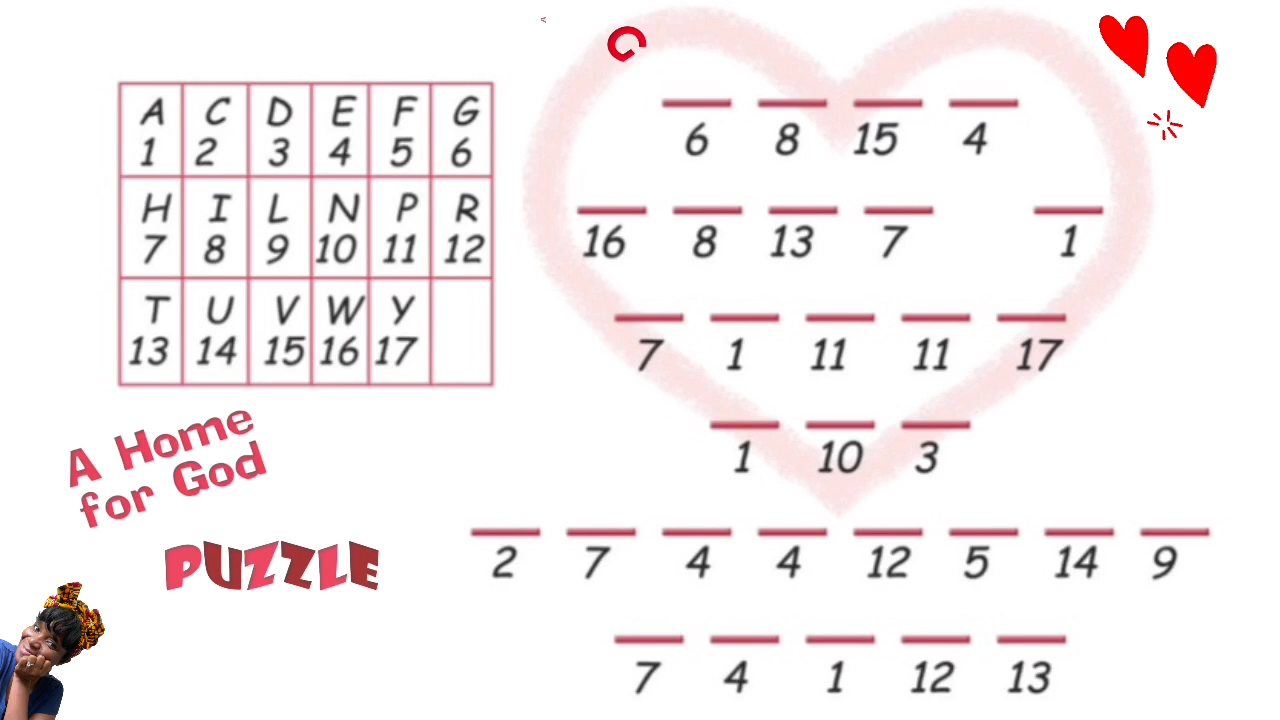 A C D E F G
1 2 3 4 5 6
H I L N P R
7 8 9 10 11 12
T U V W Y
13 14 15 16 17
A Home
for God
PUZZLE
G
6 8 15 4
16 8 13 7 1
7 1 11 11 17
1 10 3
2 7 4 4 12 5 14 9
7 4 1 12 13